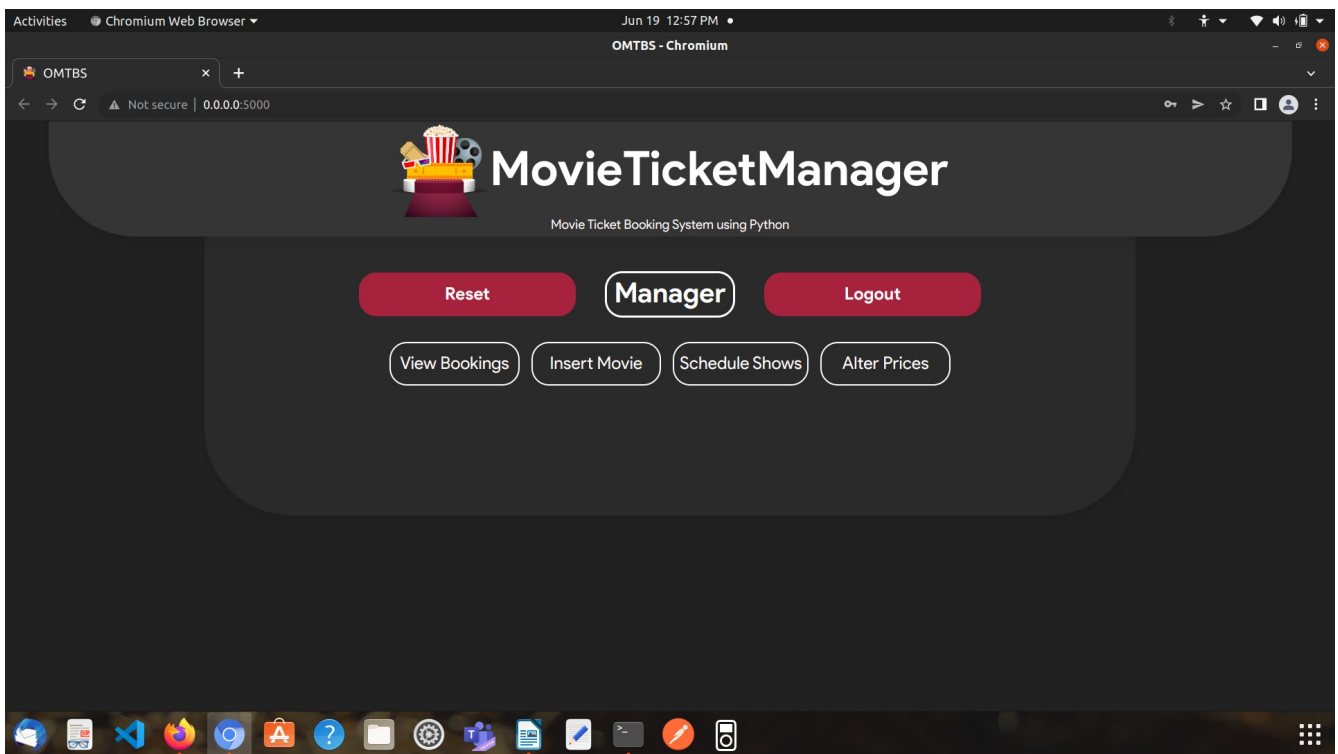 Activities Chromium Web Browser Jun 19 12:57 PM
OMTBS - Chromium
OMTBS
Not secure 0.0.0.0:5000
MovieTicketManager
Movie Ticket Booking System using Python
Reset Manager Logout
View Bookings Insert Movie Schedule Shows Alter Prices